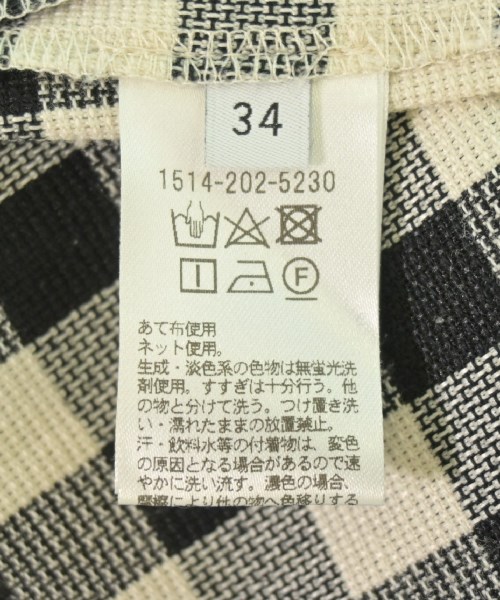 34
1514-202-5230
F
あて布使用
ネット使用。
生成・淡色系の色物は無蛍光洗
剤使用。すすぎは十分行う。他
の物と分けて洗う。つけ置き洗
い・濡れたままの放置禁止。
汗・飲料水等の付着物は、変色
の原因となる場合があるので速
やかに洗い流す。濃色の場合、
摩擦により他の物へ色移りする